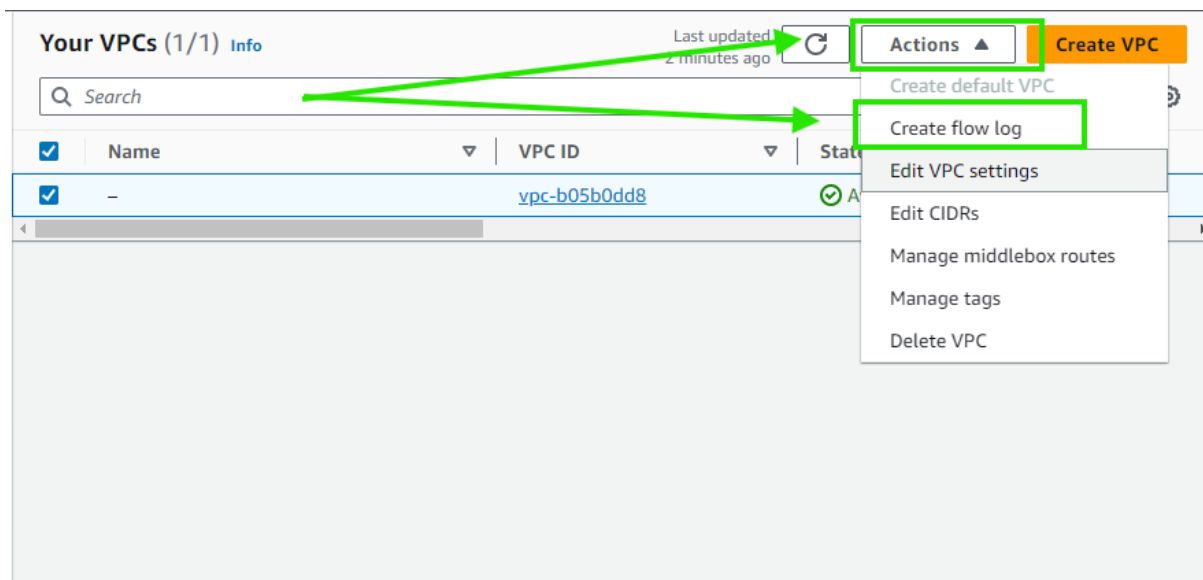 Your VPCs (1/1) Info
Last updated
2 minutes ago
Actions
Create VPC
Search
Create default VPC
Create flow log
Name
VPC ID
Edit VPC settings
–
vpc-b05b0dd8
Edit CIDRs
Manage middlebox routes
Manage tags
Delete VPC